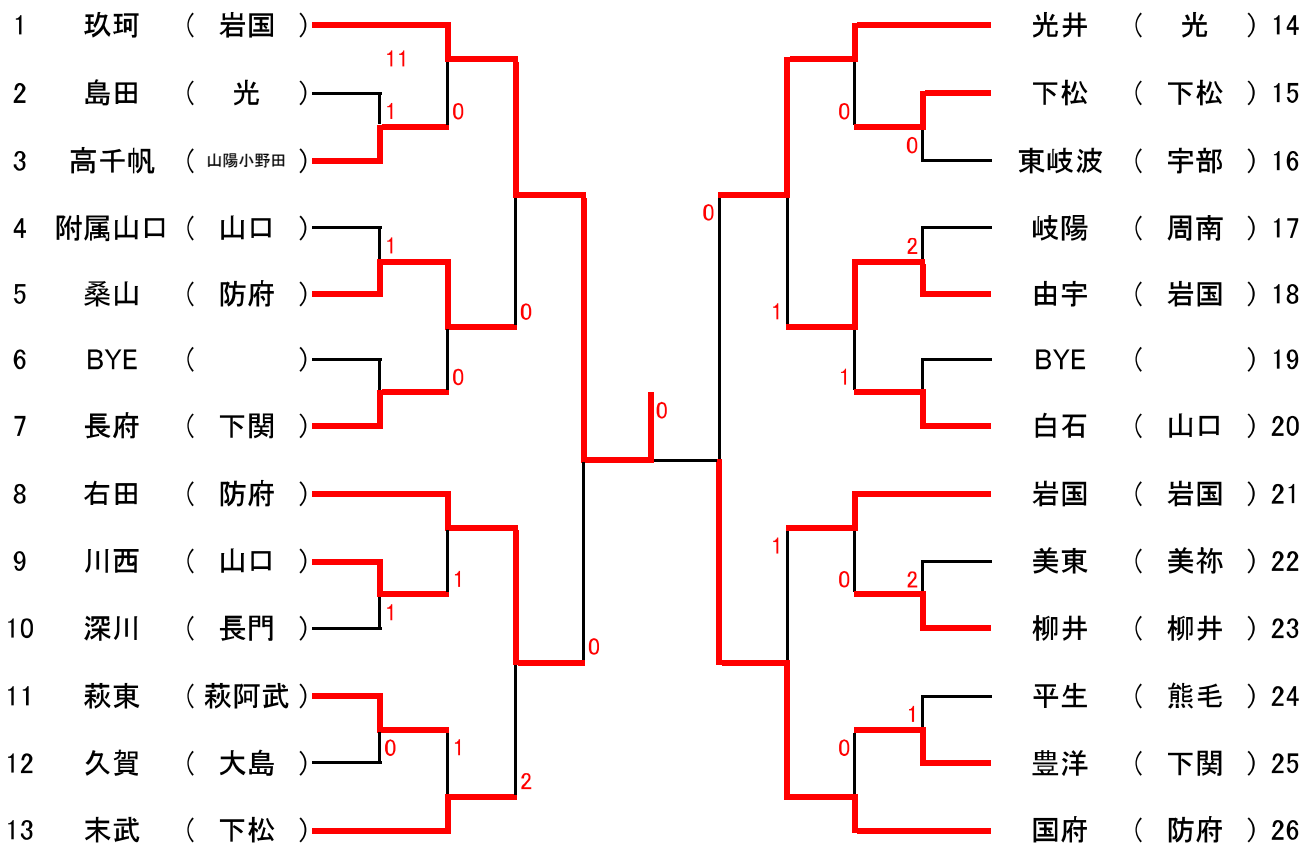 1 玖珂 ( 岩国 )
11
2 島田 ( 光 )
1
0
3 高千帆 ( 山陽小野田 )
4 附属山口 ( 山口 )
1
5 桑山 ( 防府 )
0
6 BYE ( )
0
7 長府 ( 下関 )
8 右田 ( 防府 )
9 川西 ( 山口 )
1
1
10 深川 ( 長門 )
0
11 萩東 ( 萩阿武 )
0
1
12 久賀 ( 大島 )
2
13 末武 ( 下松 )
0
光井 ( 光 ) 14
下松 ( 下松 ) 15
0
0
東岐波 ( 宇部 ) 16
0
岐陽 ( 周南 ) 17
2
由宇 ( 岩国 ) 18
1
BYE ( ) 19
1
白石 ( 山口 ) 20
岩国 ( 岩国 ) 21
1
美東 ( 美祢 ) 22
0
2
柳井 ( 柳井 ) 23
平生 ( 熊毛 ) 24
1
0
豊洋 ( 下関 ) 25
国府 ( 防府 ) 26